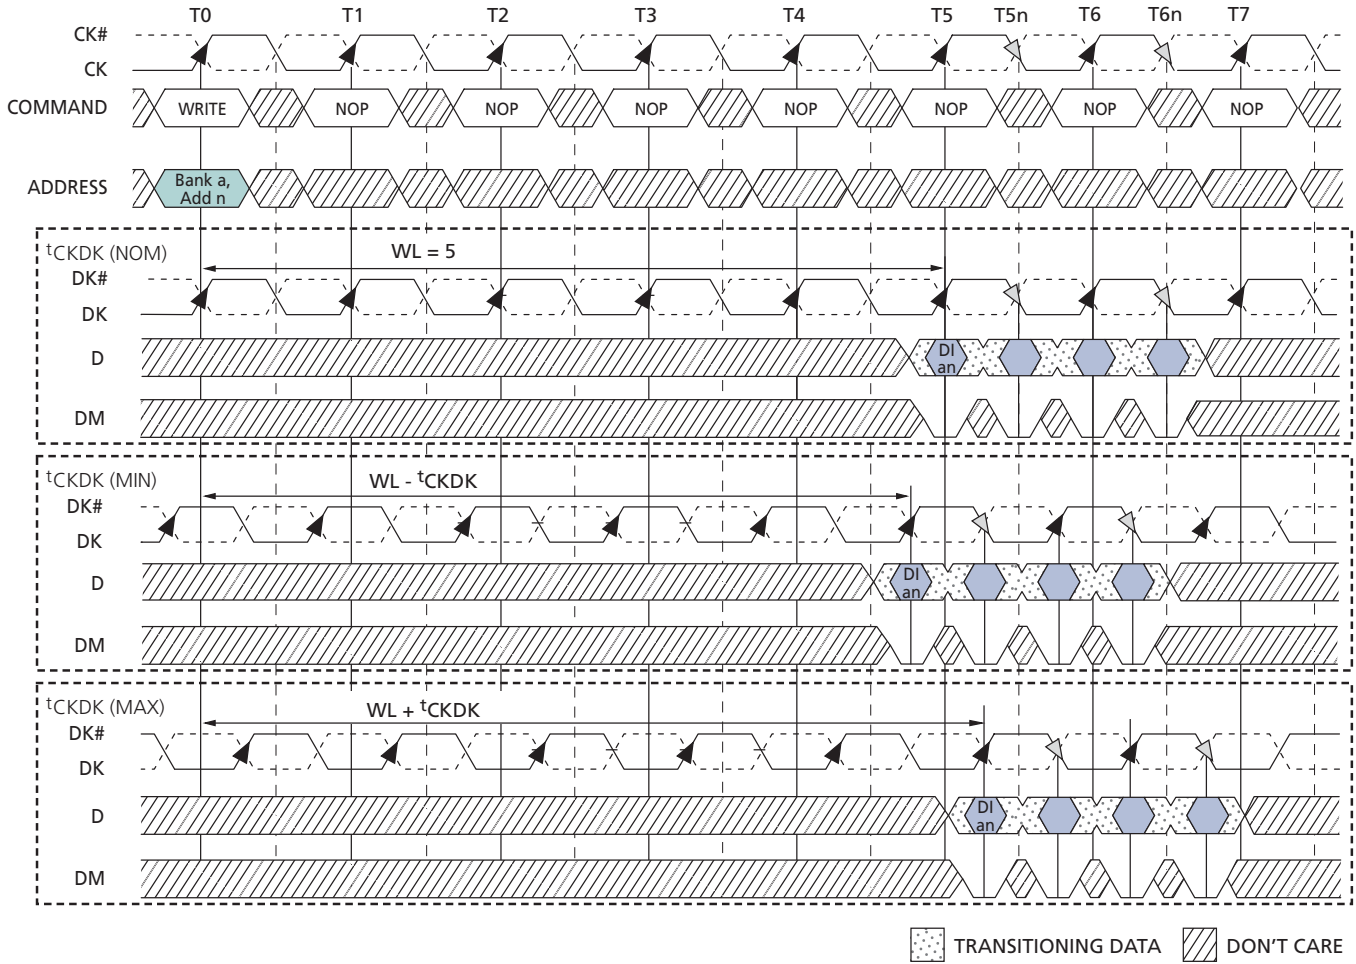 T0 T1 T2 T3 T4 T5 T5n T6 T6n T7
CK#
CK
COMMAND WRITE NOP NOP NOP NOP NOP NOP NOP
ADDRESS Bank a,
Add n
tCKDK (NOM) WL = 5
DK#
DK
D DI
an
DM
tCKDK (MIN) WL - tCKDK
DK#
DK
D DI
an
DM
tCKDK (MAX) WL + tCKDK
DK#
DK
D DI
an
DM
TRANSITIONING DATA DON'T CARE